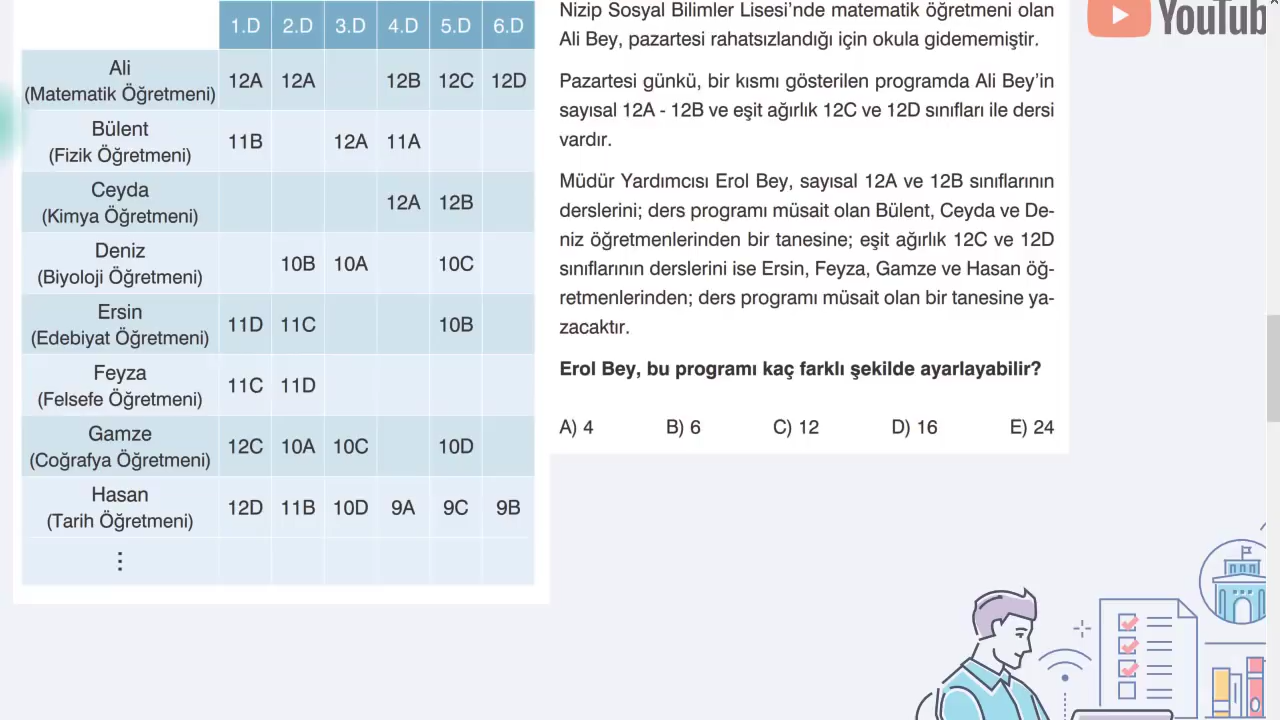 1.D 2.D 3.D 4.D 5.D 6.D
Ali
(Matematik Öğretmeni) 12A 12A 12B 12C 12D
Bülent
(Fizik Öğretmeni) 11B 12A 11A
Ceyda
(Kimya Öğretmeni) 12A 12B
Deniz
(Biyoloji Öğretmeni) 10B 10A 10C
Ersin
(Edebiyat Öğretmeni) 11D 11C 10B
Feyza
(Felsefe Öğretmeni) 11C 11D
Gamze
(Coğrafya Öğretmeni) 12C 10A 10C 10D
Hasan
(Tarih Öğretmeni) 12D 11B 10D 9A 9C 9B
⋮
Nizip Sosyal Bilimler Lisesi’nde matematik öğretmeni olan
Ali Bey, pazartesi rahatsızlandığı için okula gidememiştir.
Pazartesi günkü, bir kısmı gösterilen programda Ali Bey’in
sayısal 12A - 12B ve eşit ağırlık 12C ve 12D sınıfları ile dersi
vardır.
Müdür Yardımcısı Erol Bey, sayısal 12A ve 12B sınıflarının
derslerini; ders programı müsait olan Bülent, Ceyda ve De-
niz öğretmenlerinden bir tanesine; eşit ağırlık 12C ve 12D
sınıflarının derslerini ise Ersin, Feyza, Gamze ve Hasan öğ-
retmenlerinden; ders programı müsait olan bir tanesine ya-
zacaktır.
Erol Bey, bu programı kaç farklı şekilde ayarlayabilir?
A) 4 B) 6 C) 12 D) 16 E) 24
YouTub